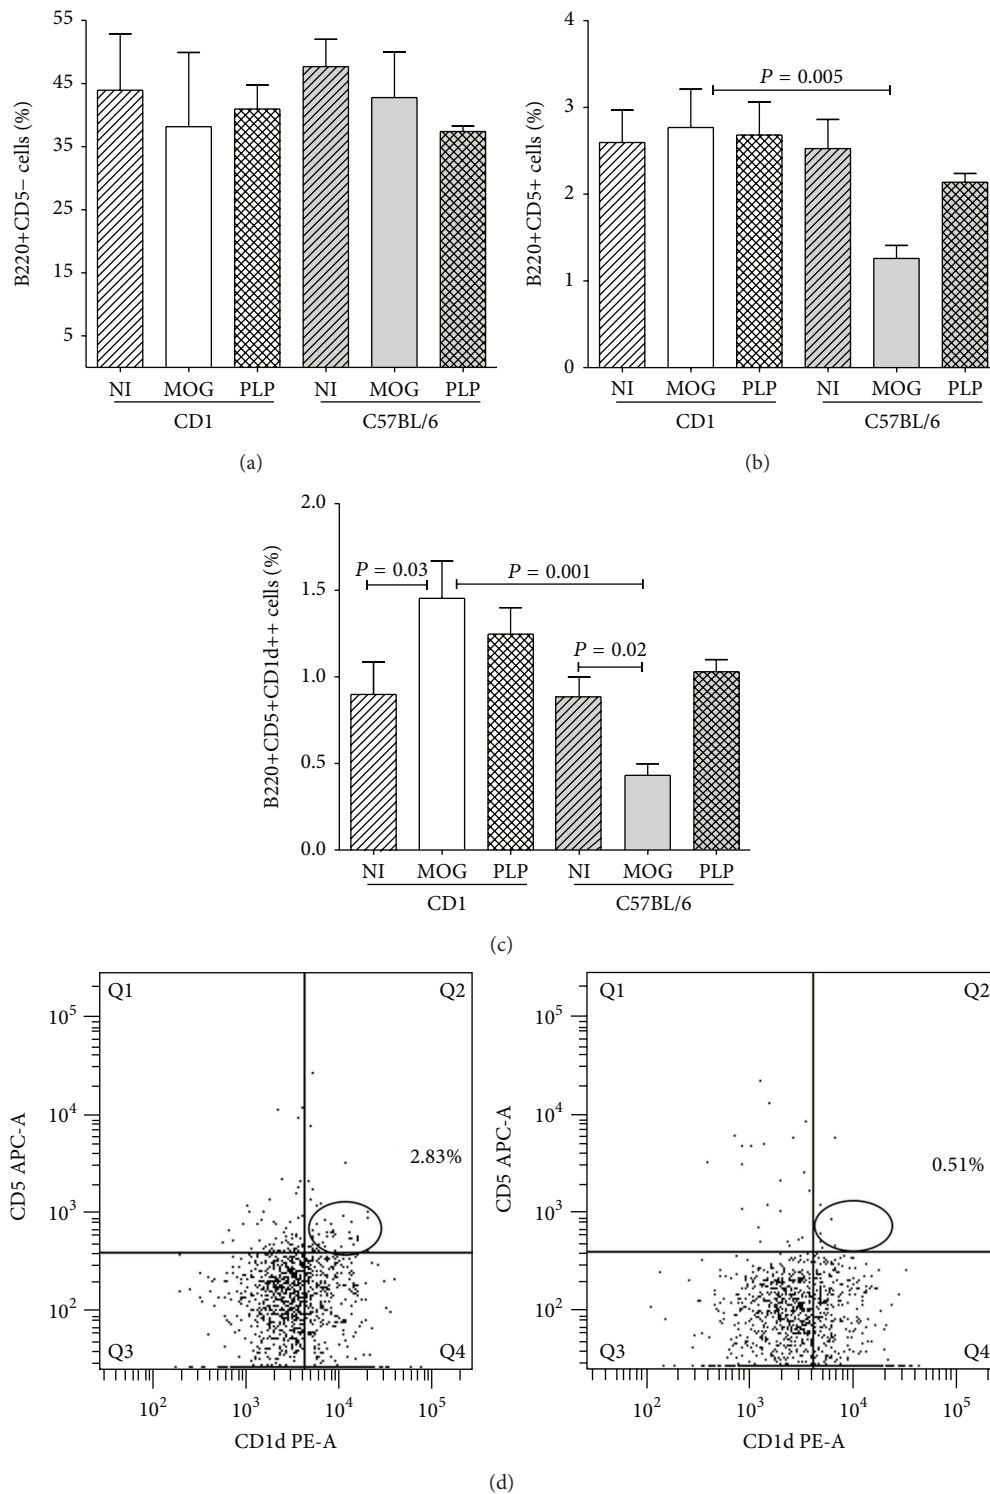 55
45
35
25
15
5
B220+CD5− cells (%)
NI MOG PLP NI MOG PLP
CD1 C57BL/6
(a)
4
3
2
1
0
B220+CD5+ cells (%)
P = 0.005
NI MOG PLP NI MOG PLP
CD1 C57BL/6
(b)
2.0
1.5
1.0
0.5
0.0
B220+CD5+CD1d++ cells (%)
P = 0.03
P = 0.001
P = 0.02
NI MOG PLP NI MOG PLP
CD1 C57BL/6
(c)
Q1 Q2
10^5
10^4
10^3
10^2
CD5 APC-A
2.83%
Q3 Q4
10^2 10^3 10^4 10^5
CD1d PE-A
Q1 Q2
10^5
10^4
10^3
10^2
CD5 APC-A
0.51%
Q3 Q4
10^2 10^3 10^4 10^5
CD1d PE-A
(d)